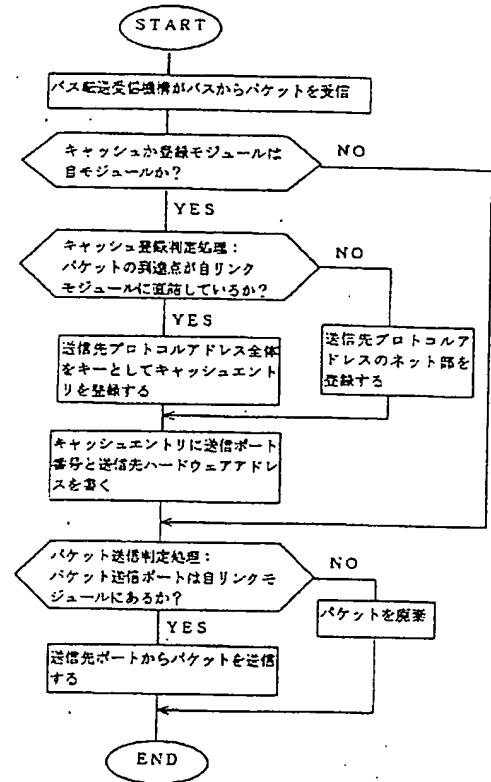 START
バス転送受信機構がバスからパケットを受信
キャッシュか登録モジュールは
自モジュールか?
NO
YES
キャッシュ登録判定処理:
パケットの到達点が自リンク
モジュールに直結しているか?
NO
YES
送信先プロトコルアドレス全体
をキーとしてキャッシュエント
リを登録する
送信先プロトコルア
ドレスのネット部を
登録する
キャッシュエントリに送信ポート
番号と送信先ハードウェアアドレ
スを書く
パケット送信判定処理:
パケット送信ポートは自リンクモ
ジュールにあるか?
NO
YES
パケットを廃棄
送信先ポートからパケットを送信
する
END